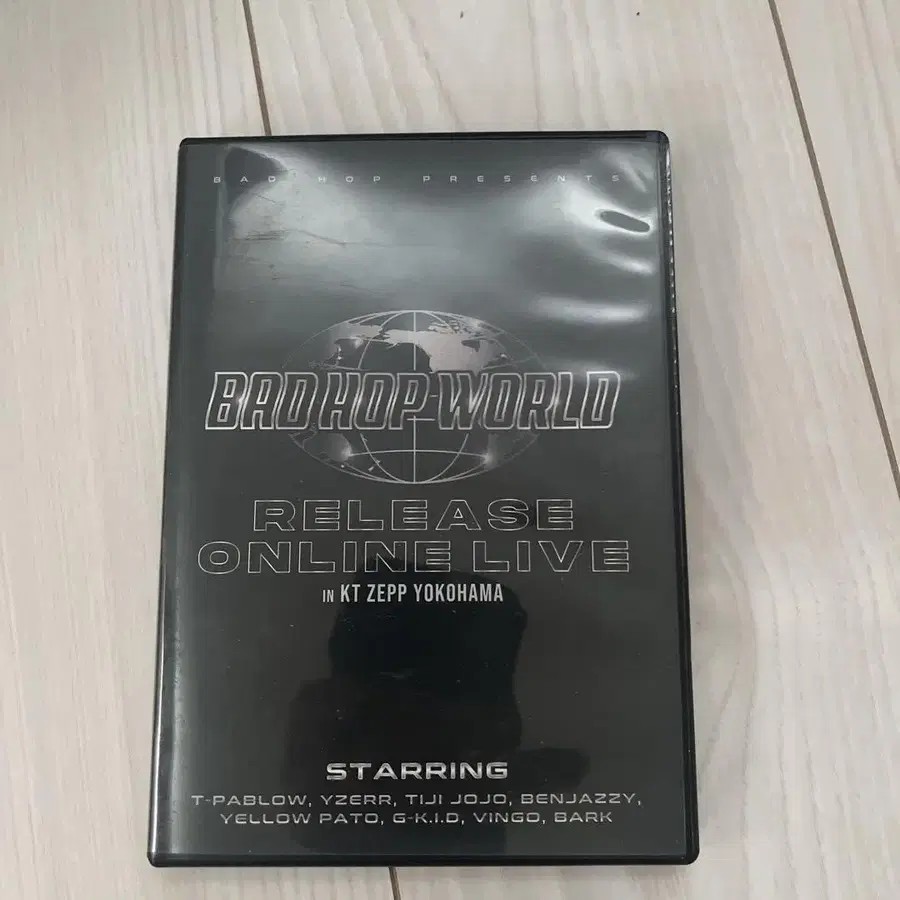 BAD HOP PRESENTS
BAD HOP WORLD
RELEASE
ONLINE LIVE
IN KT ZEPP YOKOHAMA
STARRING
T-PABLOW, YZERR, TIJI JOJO, BENJAZZY,
YELLOW PATO, G-K.I.D, VINGO, BARK